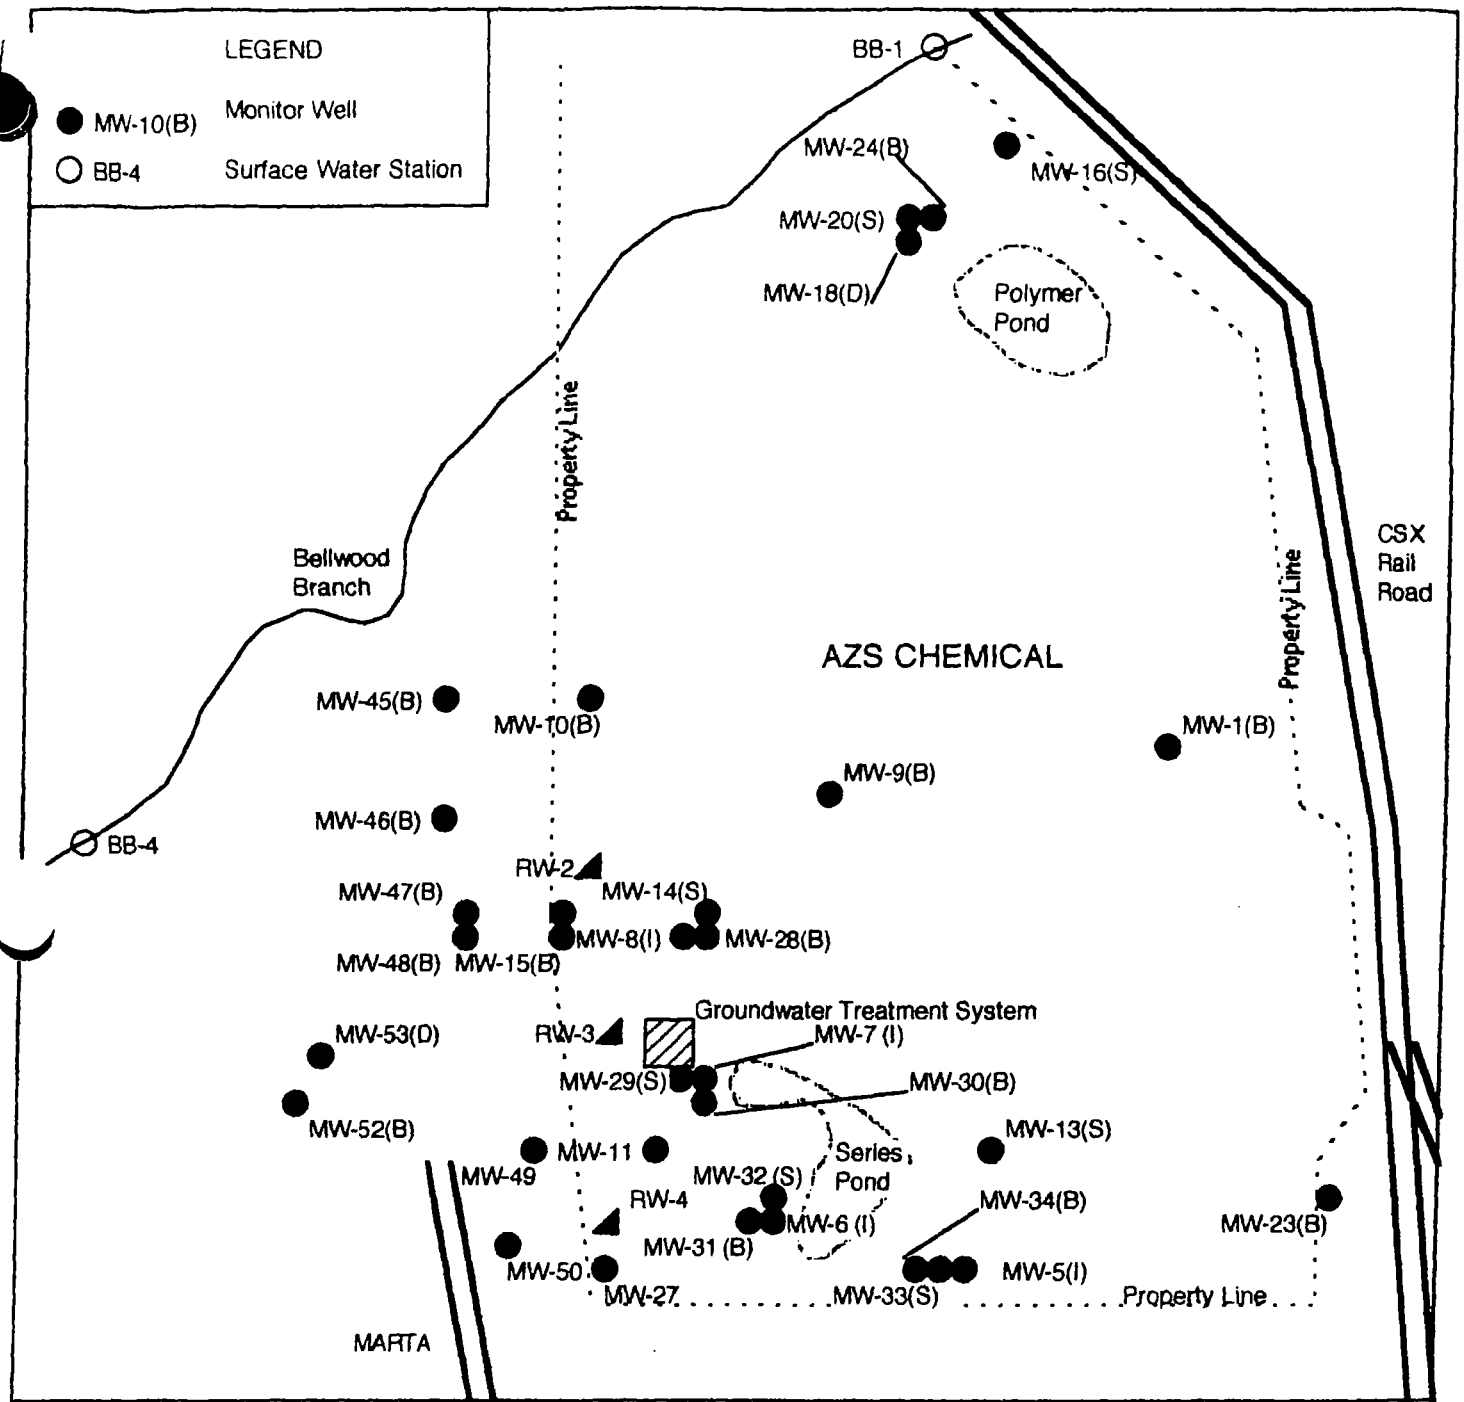 LEGEND
MW-10(B) Monitor Well
BB-4 Surface Water Station
BB-1
MW-24(B)
MW-16(S)
MW-20(S)
MW-18(D)
Polymer
Pond
Property Line
CSX
Rail
Road
Bellwood
Branch
Property Line
AZS CHEMICAL
MW-45(B)
MW-10(B)
MW-1(B)
MW-9(B)
MW-46(B)
BB-4
RW-2
MW-47(B)
MW-14(S)
MW-8(I)
MW-28(B)
MW-48(B)
MW-15(B)
Groundwater Treatment System
MW-53(D)
RW-3
MW-7 (I)
MW-29(S)
MW-30(B)
MW-52(B)
MW-13(S)
MW-11
MW-49
Series
Pond
MW-32 (S)
RW-4
MW-34(B)
MW-6 (I)
MW-23(B)
MW-31 (B)
MW-50
MW-5(I)
MW-27
MW-33(S)
Property Line
MARTA